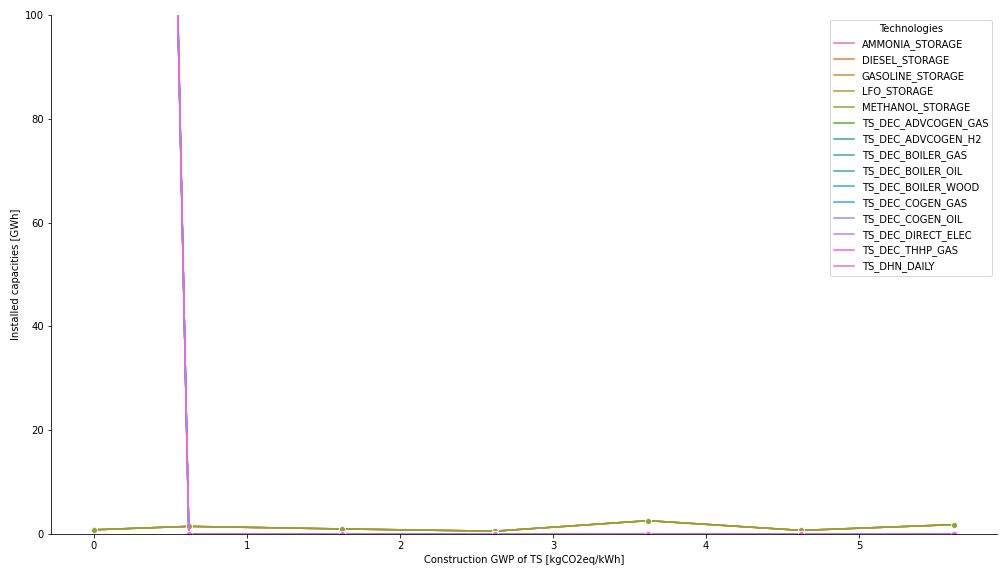 100
80
60
40
20
0
Installed capacities [GWh]
0 1 2 3 4 5
Construction GWP of TS [kgCO2eq/kWh]
Technologies
AMMONIA_STORAGE
DIESEL_STORAGE
GASOLINE_STORAGE
LFO_STORAGE
METHANOL_STORAGE
TS_DEC_ADVCOGEN_GAS
TS_DEC_ADVCOGEN_H2
TS_DEC_BOILER_GAS
TS_DEC_BOILER_OIL
TS_DEC_BOILER_WOOD
TS_DEC_COGEN_GAS
TS_DEC_COGEN_OIL
TS_DEC_DIRECT_ELEC
TS_DEC_THHP_GAS
TS_DHN_DAILY